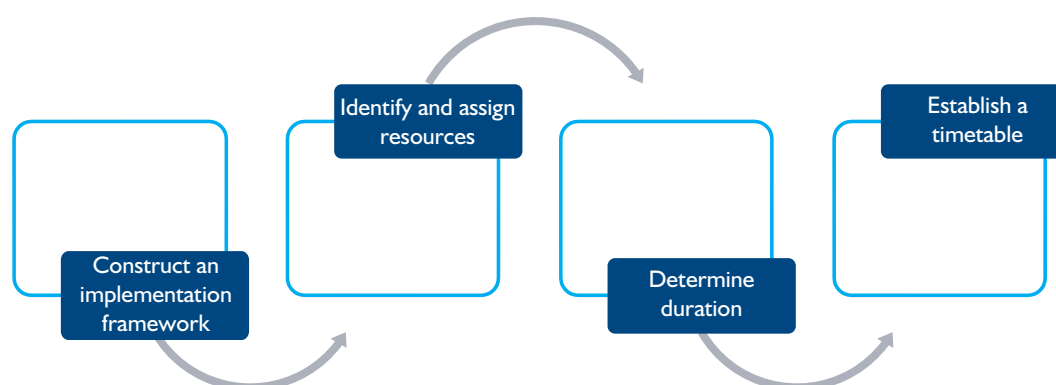 Construct an
implementation
framework
Identify and assign
resources
Determine
duration
Establish a
timetable